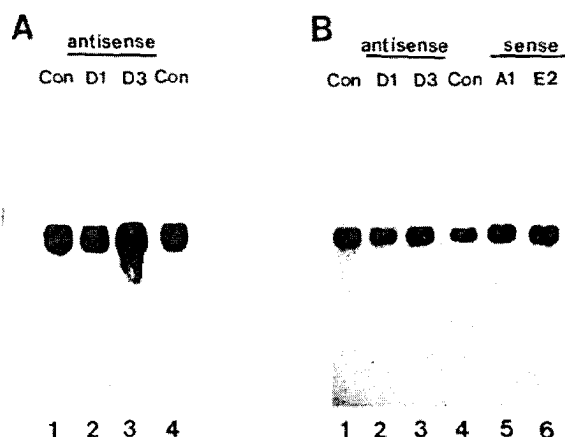 A
antisense
Con D1 D3 Con
1 2 3 4
B
antisense sense
Con D1 D3 Con A1 E2
1 2 3 4 5 6